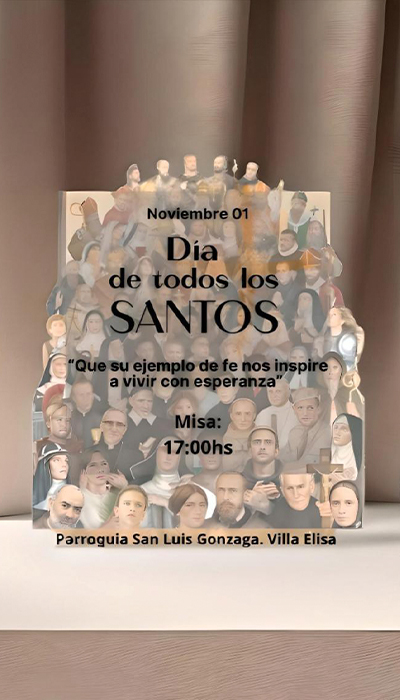 Noviembre 01
Día
de todos los
SANTOS
"Que su ejemplo de fe nos inspire
a vivir con esperanza"
Misa:
17:00hs
Parroquia San Luis Gonzaga. Villa Elisa